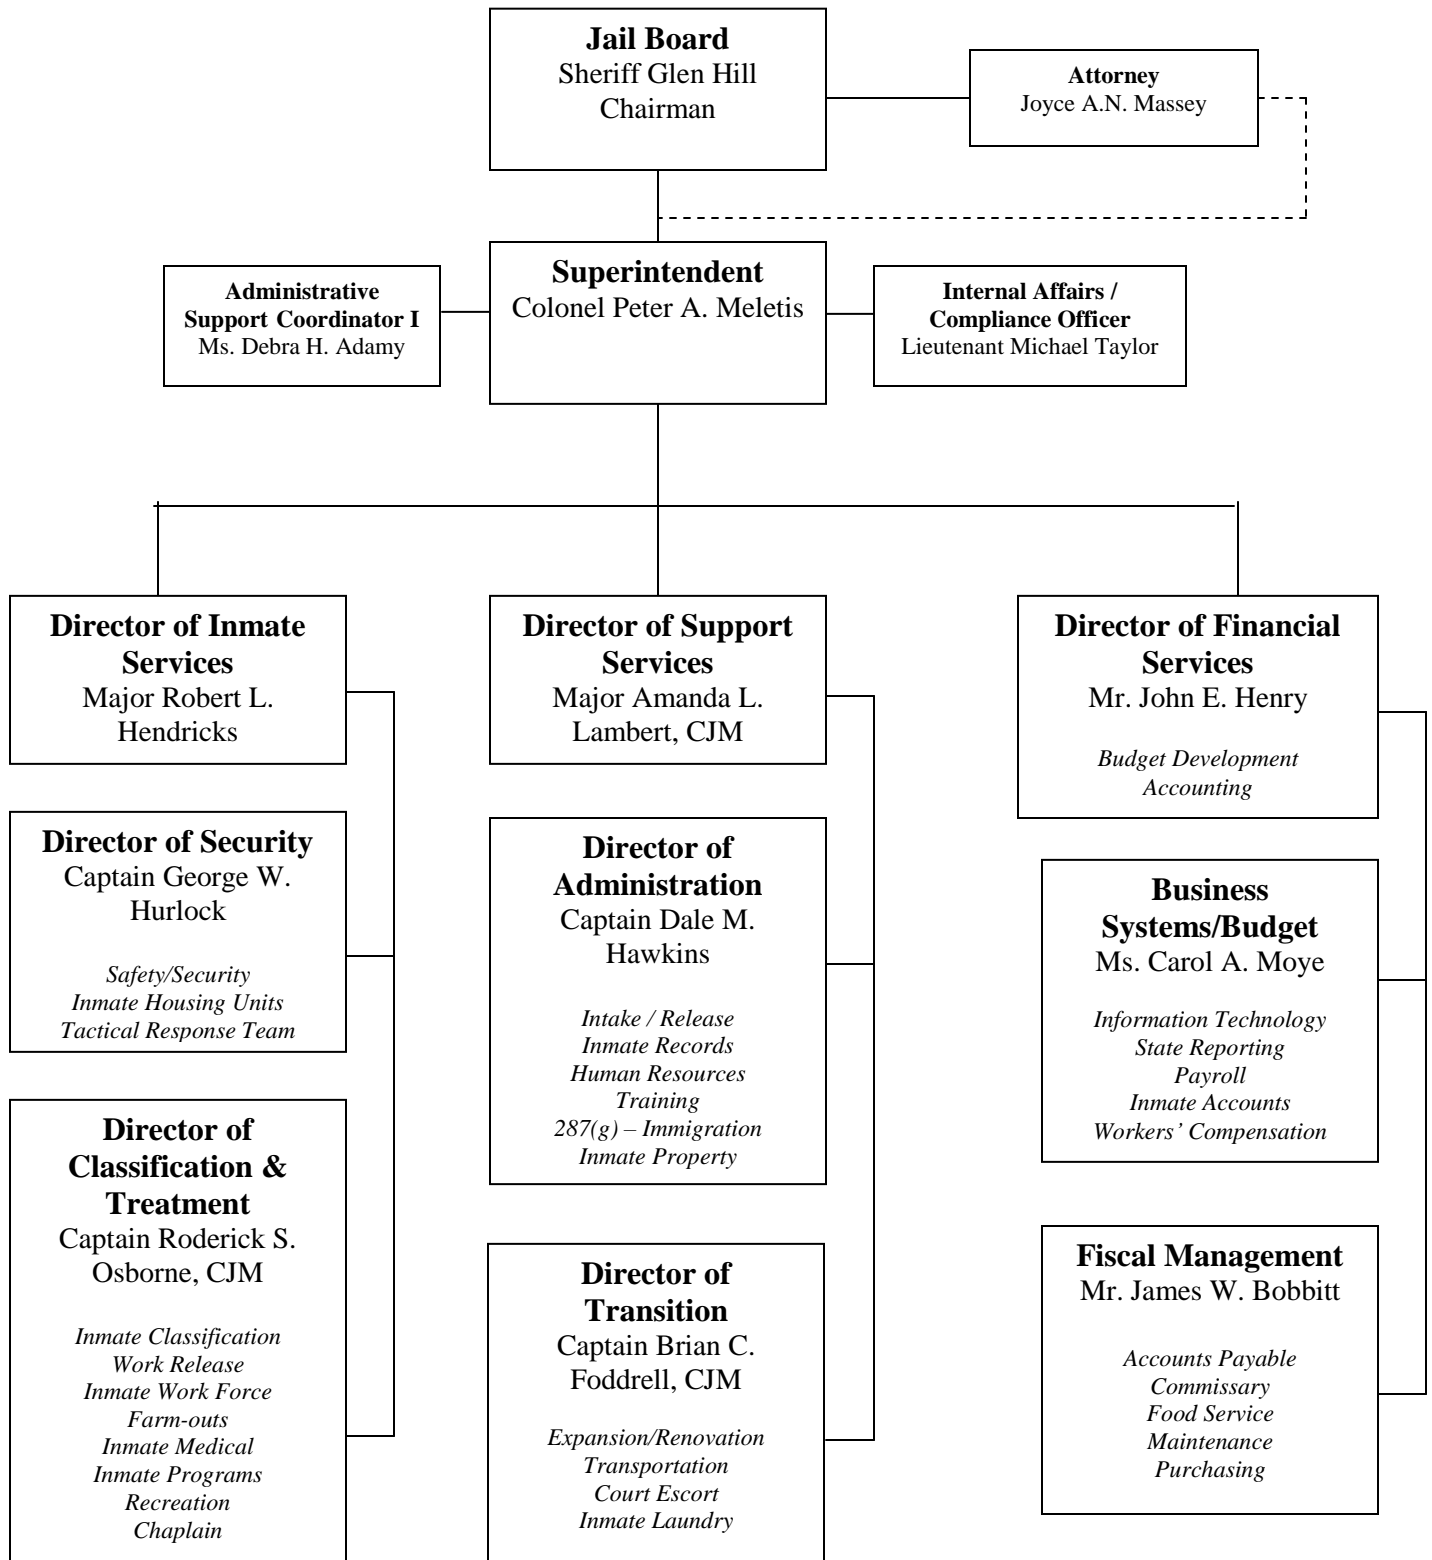 Jail Board
Sheriff Glen Hill
Chairman
Attorney
Joyce A.N. Massey
Administrative
Support Coordinator I
Ms. Debra H. Adamy
Superintendent
Colonel Peter A. Meletis
Internal Affairs /
Compliance Officer
Lieutenant Michael Taylor
Director of Inmate
Services
Major Robert L.
Hendricks
Director of Security
Captain George W.
Hurlock
Safety/Security
Inmate Housing Units
Tactical Response Team
Director of
Classification &
Treatment
Captain Roderick S.
Osborne, CJM
Inmate Classification
Work Release
Inmate Work Force
Farm-outs
Inmate Medical
Inmate Programs
Recreation
Chaplain
Director of Support
Services
Major Amanda L.
Lambert, CJM
Director of
Administration
Captain Dale M.
Hawkins
Intake / Release
Inmate Records
Human Resources
Training
287(g) – Immigration
Inmate Property
Director of
Transition
Captain Brian C.
Foddrell, CJM
Expansion/Renovation
Transportation
Court Escort
Inmate Laundry
Director of Financial
Services
Mr. John E. Henry
Budget Development
Accounting
Business
Systems/Budget
Ms. Carol A. Moye
Information Technology
State Reporting
Payroll
Inmate Accounts
Workers’ Compensation
Fiscal Management
Mr. James W. Bobbitt
Accounts Payable
Commissary
Food Service
Maintenance
Purchasing